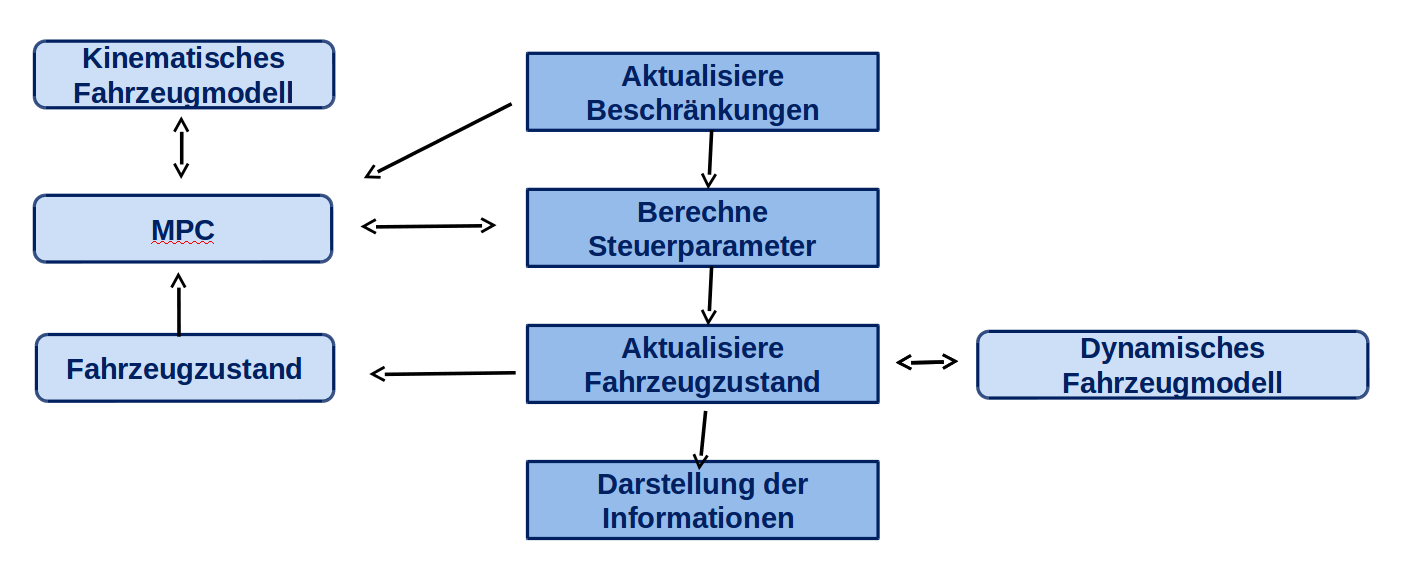 Kinematisches
Fahrzeugmodell
Aktualisiere
Beschränkungen
MPC
Berechne
Steuerparameter
Fahrzeugzustand
Aktualisiere
Fahrzeugzustand
Dynamisches
Fahrzeugmodell
Darstellung der
Informationen